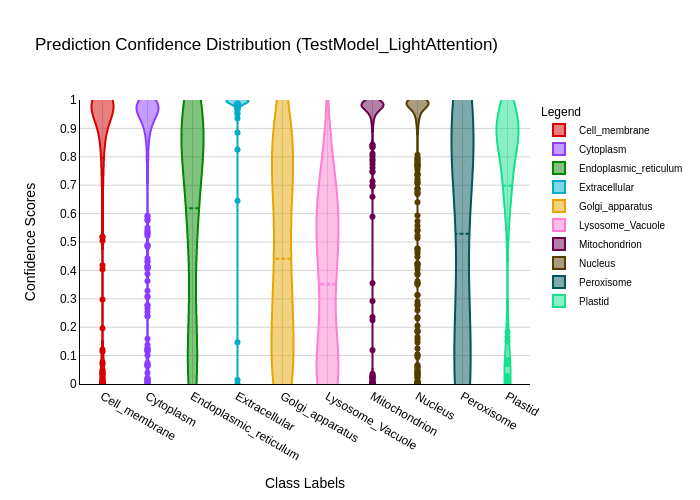 Prediction Confidence Distribution (TestModel_LightAttention)
Legend
Cell_membrane
Cytoplasm
Endoplasmic_reticulum
Extracellular
Golgi_apparatus
Lysosome_Vacuole
Mitochondrion
Nucleus
Peroxisome
Plastid
Confidence Scores
1
0.9
0.8
0.7
0.6
0.5
0.4
0.3
0.2
0.1
0
Cell_membrane
Cytoplasm
Endoplasmic_reticulum
Extracellular
Golgi_apparatus
Lysosome_Vacuole
Mitochondrion
Nucleus
Peroxisome
Plastid
Class Labels